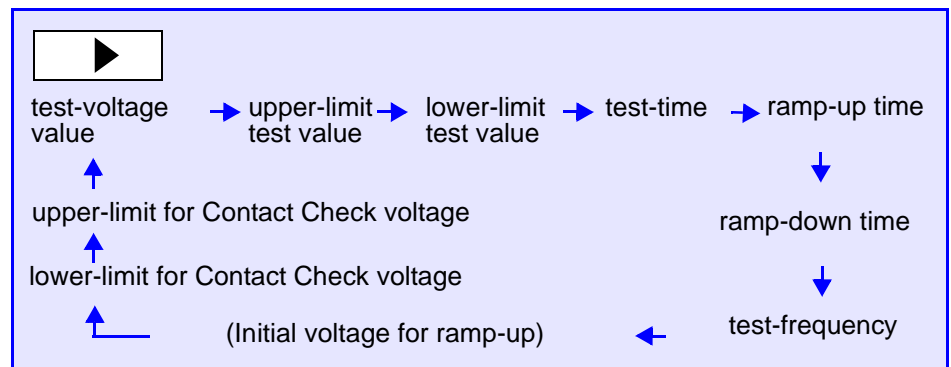 test-voltage value
upper-limit test value
lower-limit test value
test-time
ramp-up time
ramp-down time
test-frequency
(Initial voltage for ramp-up)
lower-limit for Contact Check voltage
upper-limit for Contact Check voltage